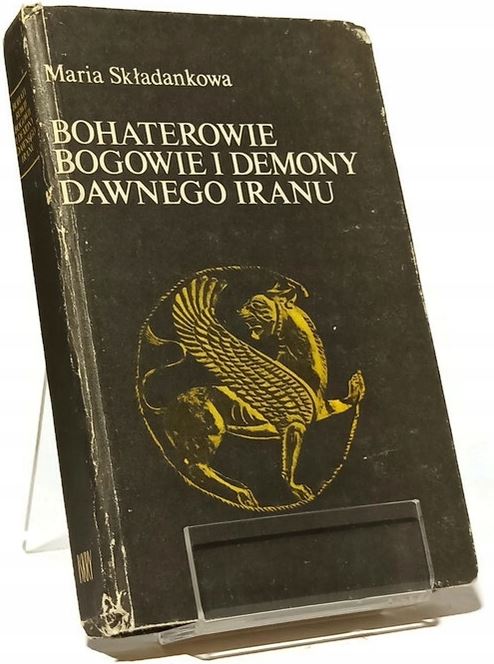 Maria Składankowa
BOHATEROWIE
BOGOWIE I DEMONY
DAWNEGO IRANU